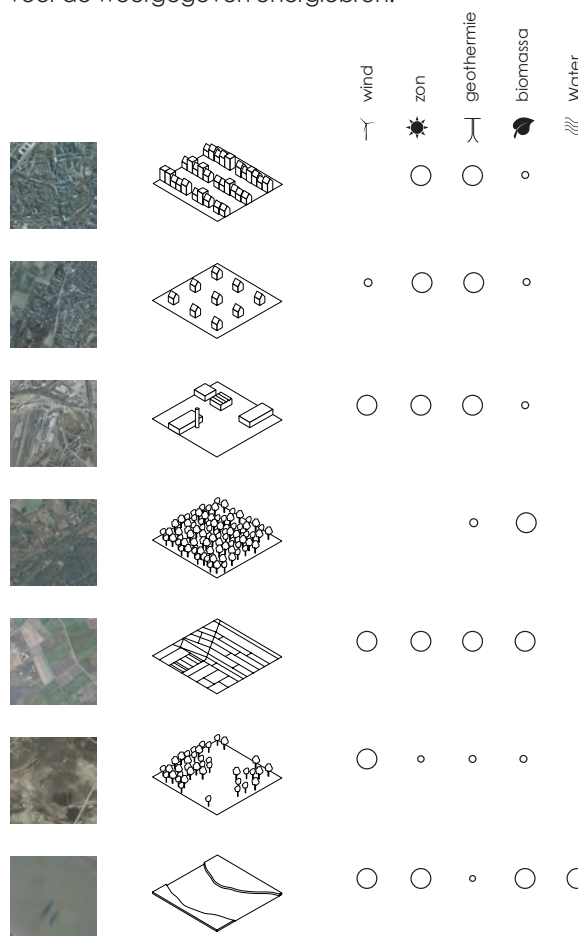 voor de weergegeven energiebron.
wind
zon
geothermie
biomassa
Water